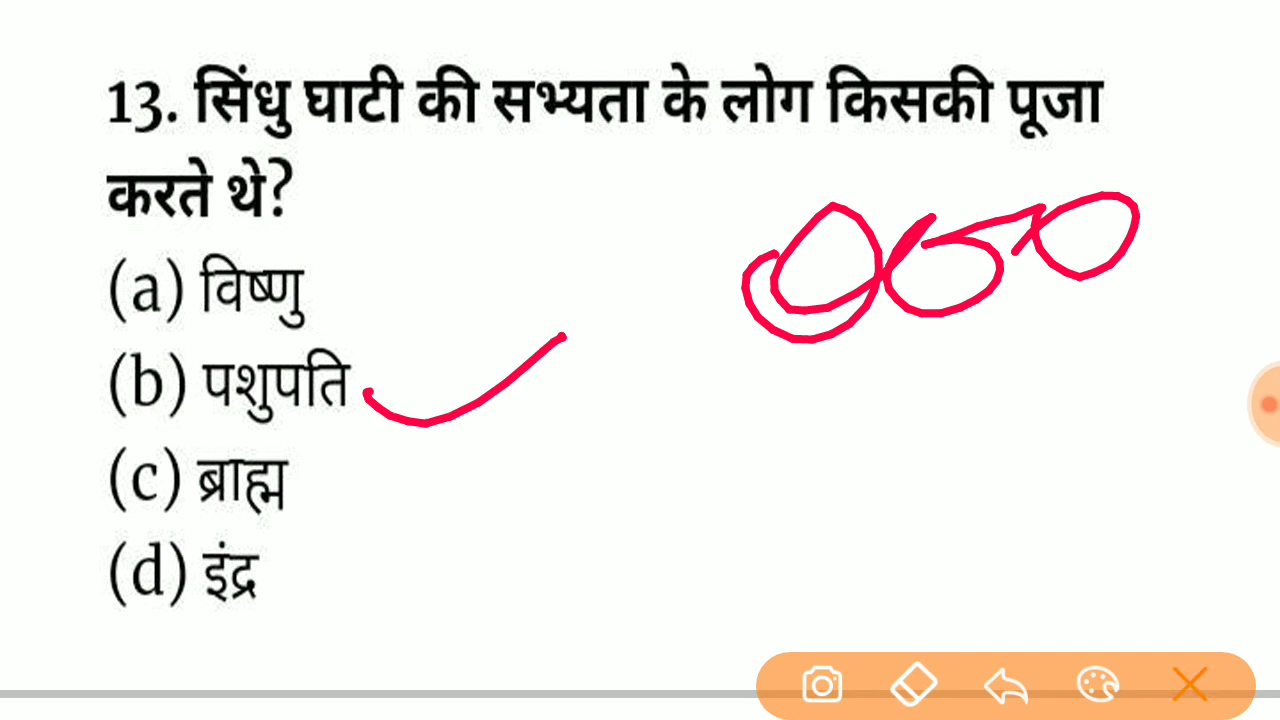 13. सिंधु घाटी की सभ्यता के लोग किसकी पूजा
करते थे?
(a) विष्णु
(b) पशुपति
(c) ब्राह्म
(d) इंद्र